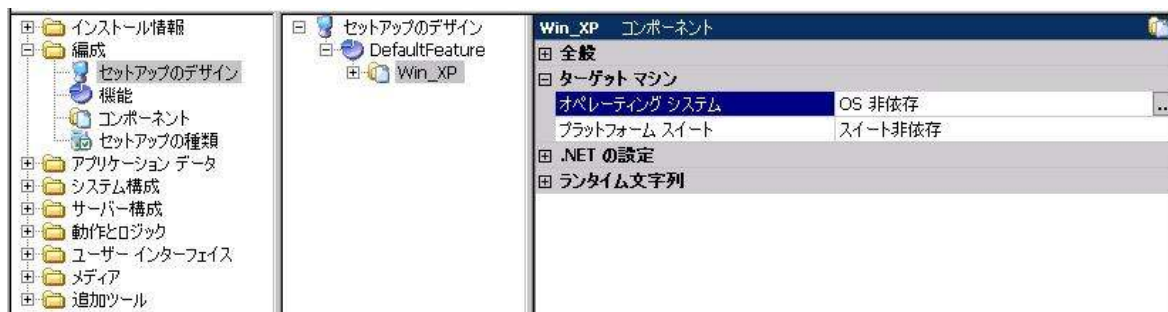 インストール情報
編成
セットアップのデザイン
機能
コンポーネント
セットアップの種類
アプリケーション データ
システム構成
サーバー構成
動作とロジック
ユーザー インターフェイス
メディア
追加ツール
セットアップのデザイン
DefaultFeature
Win_XP
Win_XP コンポーネント
全般
ターゲット マシン
オペレーティング システム OS 非依存 ..
プラットフォーム スイート スイート非依存
.NET の設定
ランタイム文字列